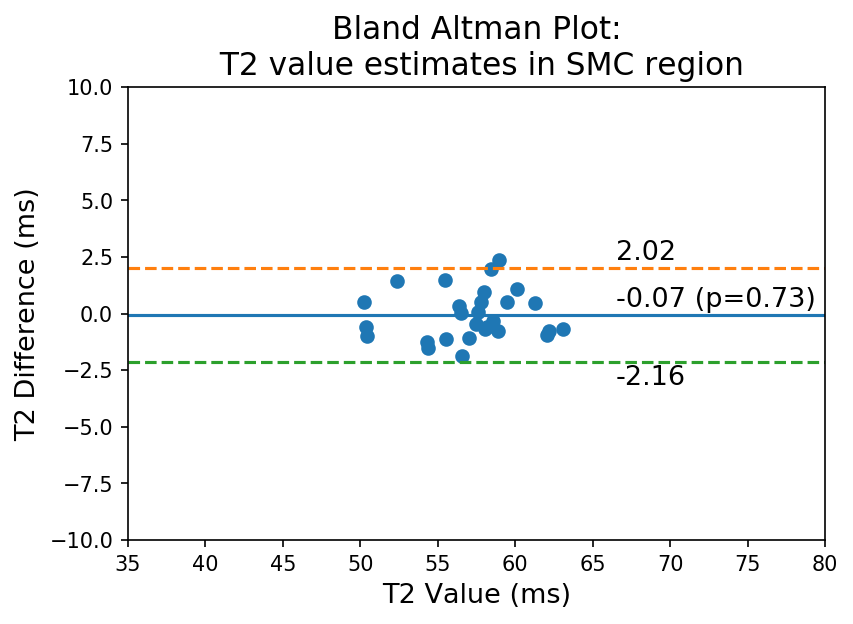 Bland Altman Plot:
T2 value estimates in SMC region
T2 Difference (ms)
10.0
7.5
5.0
2.5
0.0
−2.5
−5.0
−7.5
−10.0
2.02
-0.07 (p=0.73)
-2.16
35 40 45 50 55 60 65 70 75 80
T2 Value (ms)